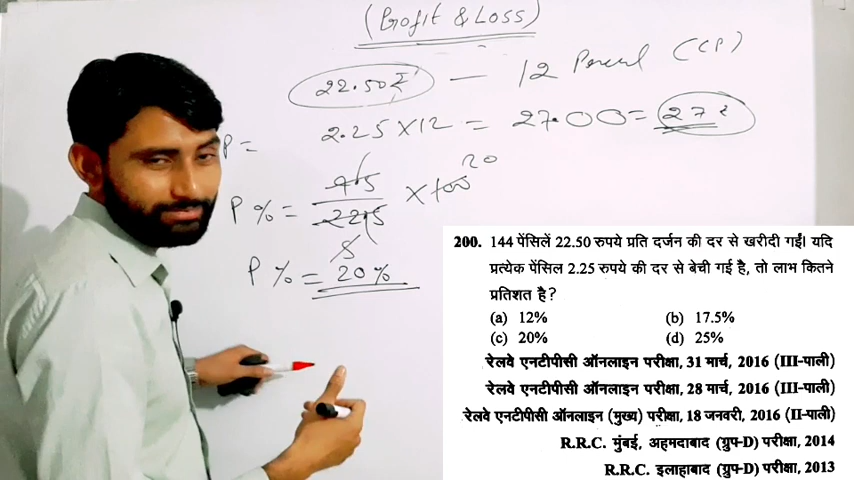 (Profit & Loss)
22.50₹ — 12 Pencil (CP)
P = 2.25 × 12 = 27.00 = 27₹
P % = 4.5 / 22.5 × 100 20
5
P % = 20%
200. 144 पेंसिलें 22.50 रुपये प्रति दर्जन की दर से खरीदी गईं। यदि
प्रत्येक पेंसिल 2.25 रुपये की दर से बेची गई है, तो लाभ कितने
प्रतिशत है?
(a) 12% (b) 17.5%
(c) 20% (d) 25%
रेलवे एनटीपीसी ऑनलाइन परीक्षा, 31 मार्च, 2016 (III-पाली)
रेलवे एनटीपीसी ऑनलाइन परीक्षा, 28 मार्च, 2016 (III-पाली)
रेलवे एनटीपीसी ऑनलाइन (मुख्य) परीक्षा, 18 जनवरी, 2016 (II-पाली)
R.R.C. मुंबई, अहमदाबाद (ग्रुप-D) परीक्षा, 2014
R.R.C. इलाहाबाद (ग्रुप-D) परीक्षा, 2013